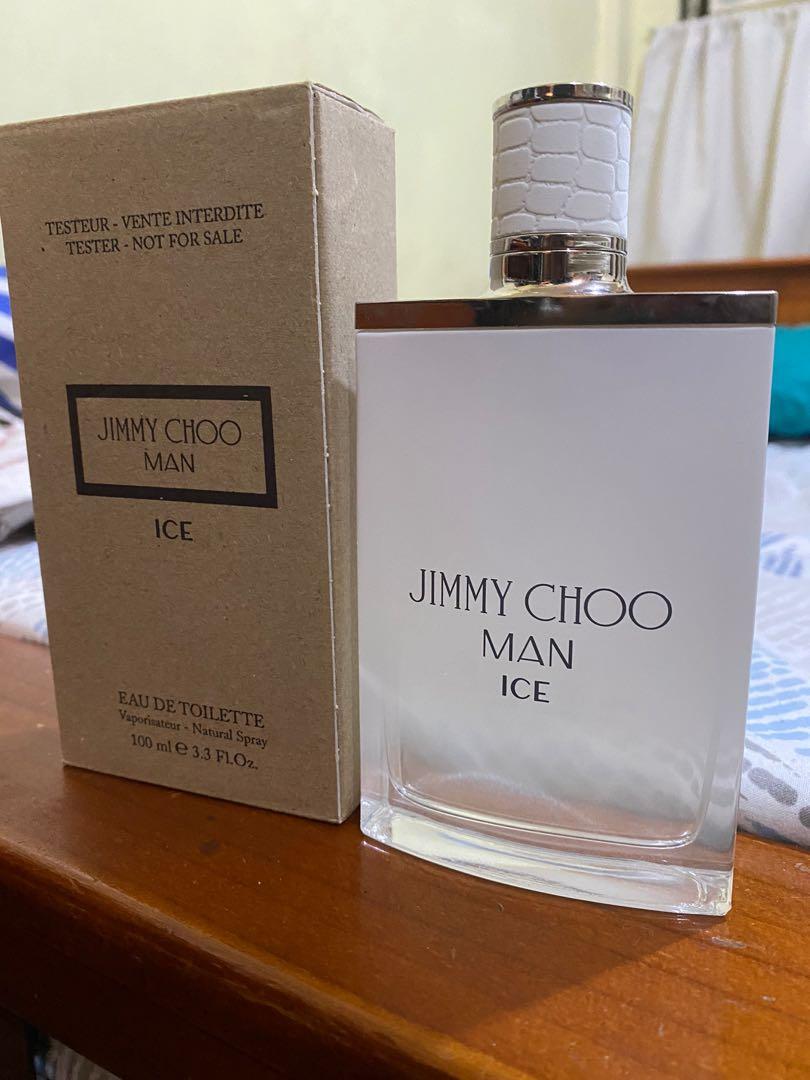 TESTEUR - VENTE INTERDITE
TESTER - NOT FOR SALE
JIMMY CHOO
MAN
ICE
EAU DE TOILETTE
Vaporisateur - Natural Spray
100 ml e 3.3 Fl.Oz.
JIMMY CHOO
MAN
ICE